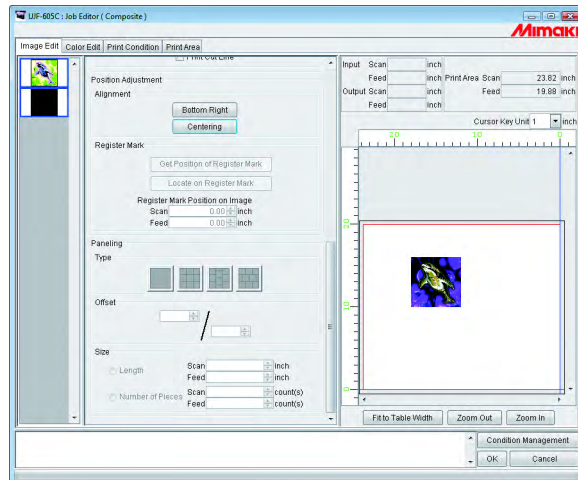 UJF-605C : Job Editor ( Composite )
Mimaki
Image Edit Color Edit Print Condition Print Area
Print Cut Line
Position Adjustment
Alignment
Bottom Right
Centering
Register Mark
Get Position of Register Mark
Locate on Register Mark
Register Mark Position on Image
Scan 0.00 inch
Feed 0.00 inch
Paneling
Type
Offset
Size
Length
Scan inch
Feed inch
Number of Pieces
Scan count(s)
Feed count(s)
Input Scan inch
Feed inch Print Area Scan 23.82 inch
Output Scan inch Feed 19.88 inch
Feed inch
Cursor Key Unit 1 inch
20 10 0
20
10
0
Fit to Table Width Zoom Out Zoom In
Condition Management
OK Cancel